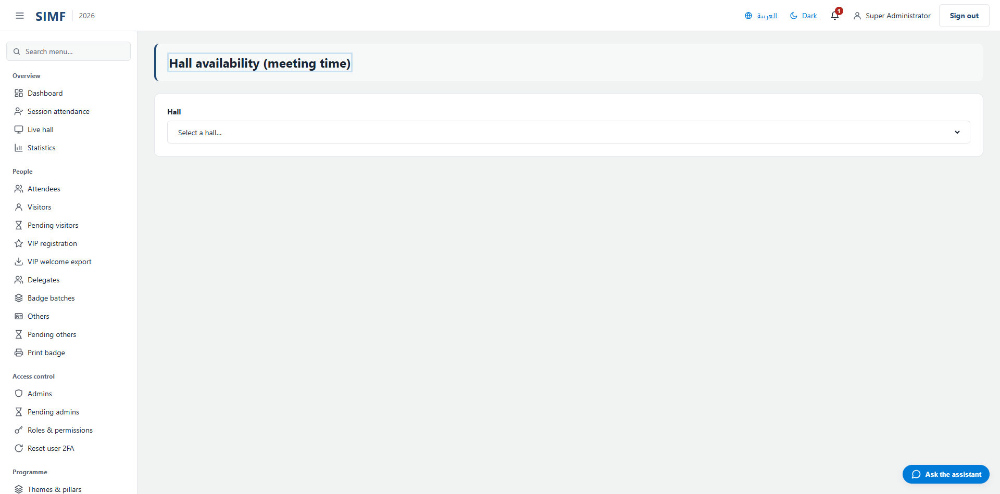 SIMF
2026
العربية
Dark
1
Super Administrator
Sign out
Search menu...
Overview
Dashboard
Session attendance
Live hall
Statistics
People
Attendees
Visitors
Pending visitors
VIP registration
VIP welcome export
Delegates
Badge batches
Others
Pending others
Print badge
Access control
Admins
Pending admins
Roles & permissions
Reset user 2FA
Programme
Themes & pillars
Hall availability (meeting time)
Hall
Select a hall...
Ask the assistant